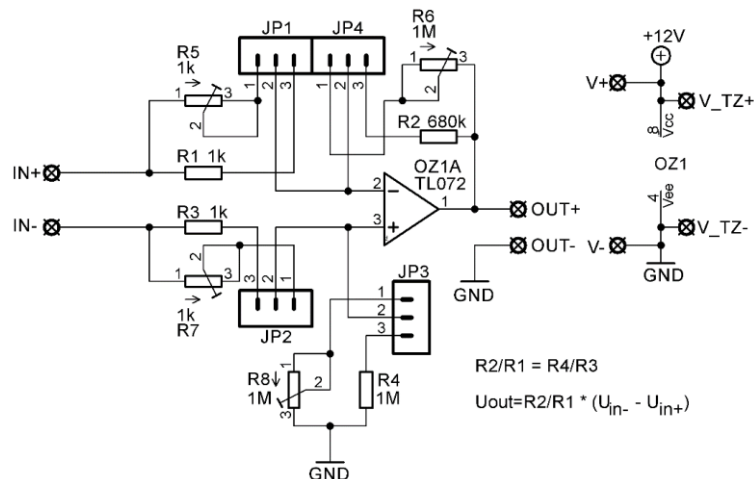 JP1
JP4
R6
1M
R5
1k
1
3
2
1
2
3
1
2
3
1
3
2
R2 680k
R1 1k
IN+
OZ1A
TL072
2
3
1
OUT+
OUT-
GND
IN-
R3 1k
2
1
3
1k
R7
3
2
1
JP2
JP3
1
2
3
R8
1M
1
2
3
R4
1M
GND
+12V
V+
V_TZ+
8
Vcc
OZ1
4
Vee
V_TZ-
V-
GND
R2/R1 = R4/R3
Uout=R2/R1 * (Uin- - Uin+)